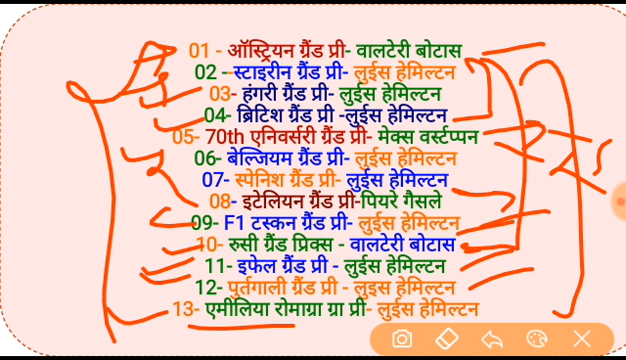 01 - ऑस्ट्रियन ग्रैंड प्री- वालटेरी बोटास
02 -स्टाइरीन ग्रैंड प्री- लुईस हेमिल्टन
03- हंगरी ग्रैंड प्री- लुईस हेमिल्टन
04- ब्रिटिश ग्रैंड प्री -लुईस हेमिल्टन
05- 70th एनिवर्सरी ग्रैंड प्री- मेक्स वर्स्टप्पन
06- बेल्जियम ग्रैंड प्री- लुईस हेमिल्टन
07- स्पेनिश ग्रैंड प्री- लुईस हेमिल्टन
08- इटेलियन ग्रैंड प्री-पियरे गैसले
09- F1 टस्कन ग्रैंड प्री- लुईस हेमिल्टन
10- रुसी ग्रैंड प्रिक्स - वालटेरी बोटास
11- इफेल ग्रैंड प्री - लुईस हेमिल्टन
12- पुर्तगाली ग्रैंड प्री - लुइस हेमिल्टन
13- एमीलिया रोमाग्रा ग्रा प्री- लुईस हेमिल्टन